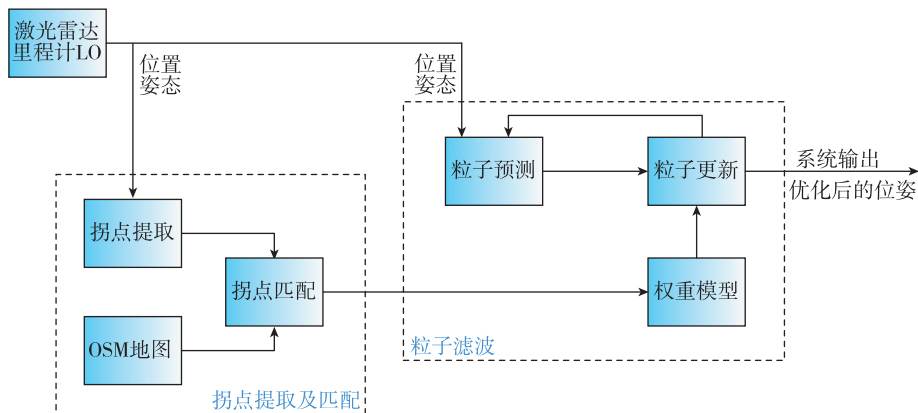 激光雷达
里程计LO
位置
姿态
位置
姿态
粒子预测
粒子更新
系统输出
优化后的位姿
拐点提取
拐点匹配
权重模型
OSM地图
粒子滤波
拐点提取及匹配